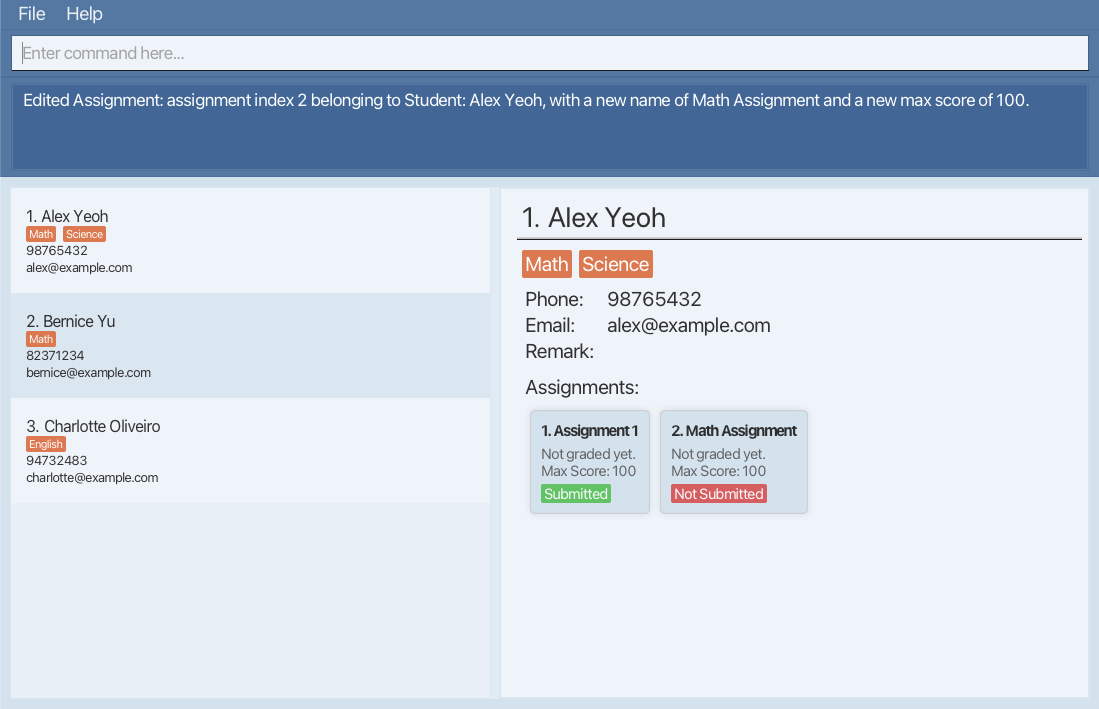 File Help
Enter command here...
Edited Assignment: assignment index 2 belonging to Student: Alex Yeoh, with a new name of Math Assignment and a new max score of 100.
1. Alex Yeoh
Math Science
98765432
alex@example.com
2. Bernice Yu
Math
82371234
bernice@example.com
3. Charlotte Oliveiro
English
94732483
charlotte@example.com
1. Alex Yeoh
Math Science
Phone: 98765432
Email: alex@example.com
Remark:
Assignments:
1. Assignment 1
Not graded yet.
Max Score: 100
Submitted
2. Math Assignment
Not graded yet.
Max Score: 100
Not Submitted